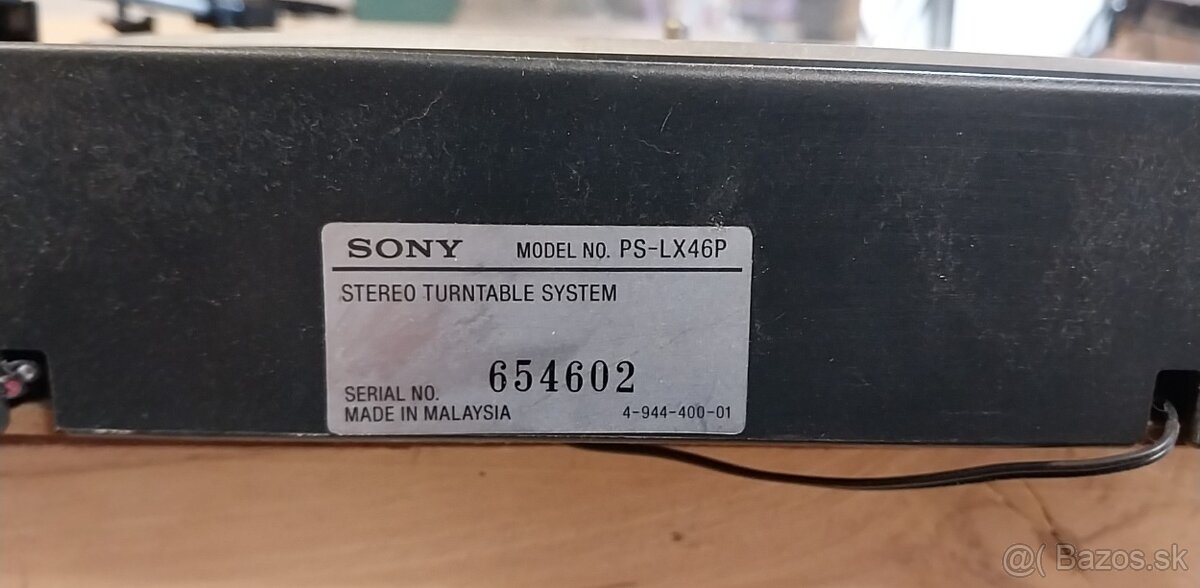 SONY MODEL NO. PS-LX46P
STEREO TURNTABLE SYSTEM
SERIAL NO. 654602
MADE IN MALAYSIA 4-944-400-01
@( Bazos.sk